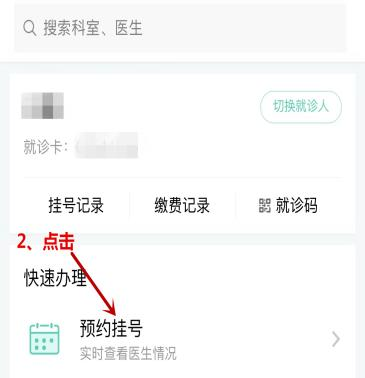 搜索科室、医生
切换就诊人
就诊卡：
挂号记录 缴费记录 就诊码
2、点击
快速办理
预约挂号
实时查看医生情况